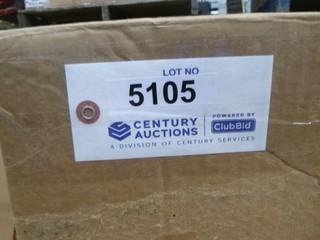 LOT NO
5105
CENTURY AUCTIONS
POWERED BY
ClubBid
A DIVISION OF CENTURY SERVICES